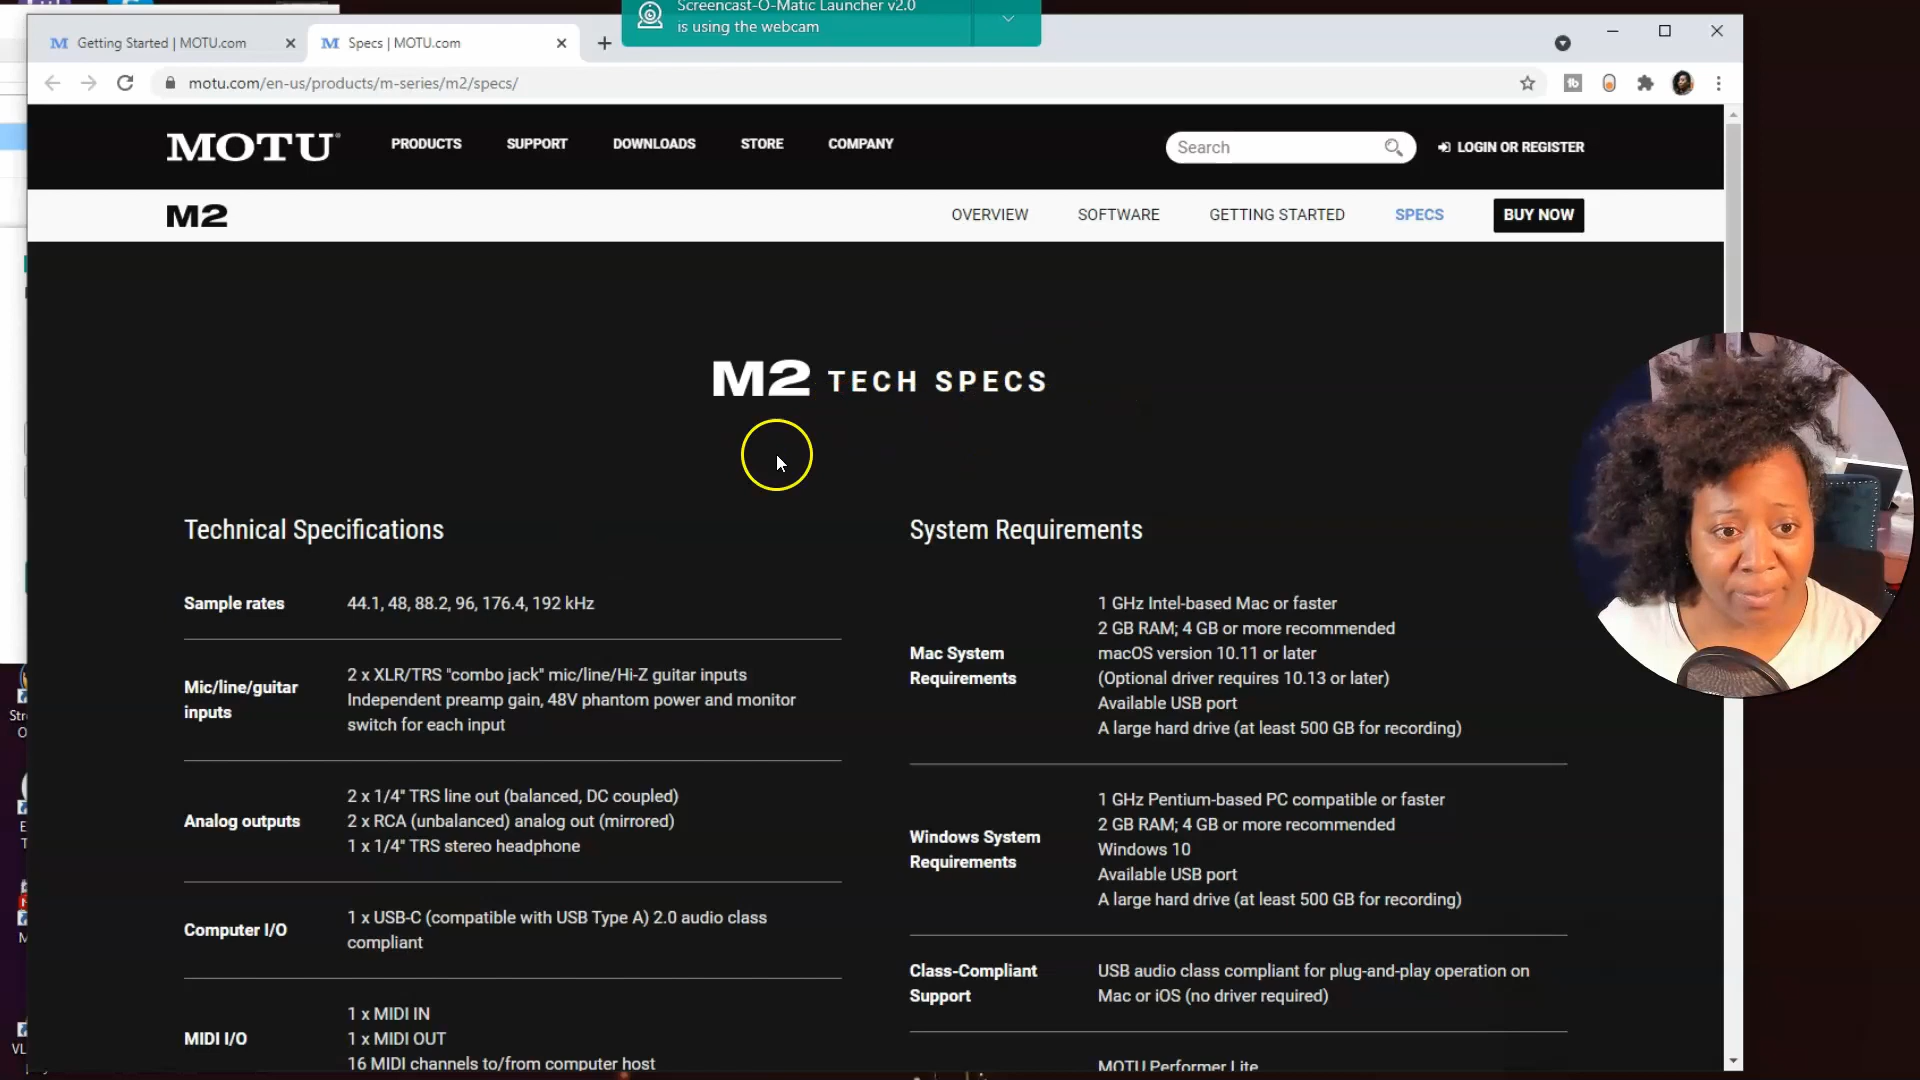 Screencast-O-Matic Launcher v2.0
is using the webcam
Getting Started | MOTU.com
Specs | MOTU.com
motu.com/en-us/products/m-series/m2/specs/
MOTU
PRODUCTS
SUPPORT
DOWNLOADS
STORE
COMPANY
Search
LOGIN OR REGISTER
M2
OVERVIEW
SOFTWARE
GETTING STARTED
SPECS
BUY NOW
M2 TECH SPECS
Technical Specifications
Sample rates
44.1, 48, 88.2, 96, 176.4, 192 kHz
Mic/line/guitar
inputs
2 x XLR/TRS "combo jack" mic/line/Hi-Z guitar inputs
Independent preamp gain, 48V phantom power and monitor
switch for each input
Analog outputs
2 x 1/4" TRS line out (balanced, DC coupled)
2 x RCA (unbalanced) analog out (mirrored)
1 x 1/4" TRS stereo headphone
Computer I/O
1 x USB-C (compatible with USB Type A) 2.0 audio class
compliant
MIDI I/O
1 x MIDI IN
1 x MIDI OUT
16 MIDI channels to/from computer host
System Requirements
Mac System
Requirements
1 GHz Intel-based Mac or faster
2 GB RAM; 4 GB or more recommended
macOS version 10.11 or later
(Optional driver requires 10.13 or later)
Available USB port
A large hard drive (at least 500 GB for recording)
Windows System
Requirements
1 GHz Pentium-based PC compatible or faster
2 GB RAM; 4 GB or more recommended
Windows 10
Available USB port
A large hard drive (at least 500 GB for recording)
Class-Compliant
Support
USB audio class compliant for plug-and-play operation on
Mac or iOS (no driver required)
MOTU Performer Lite